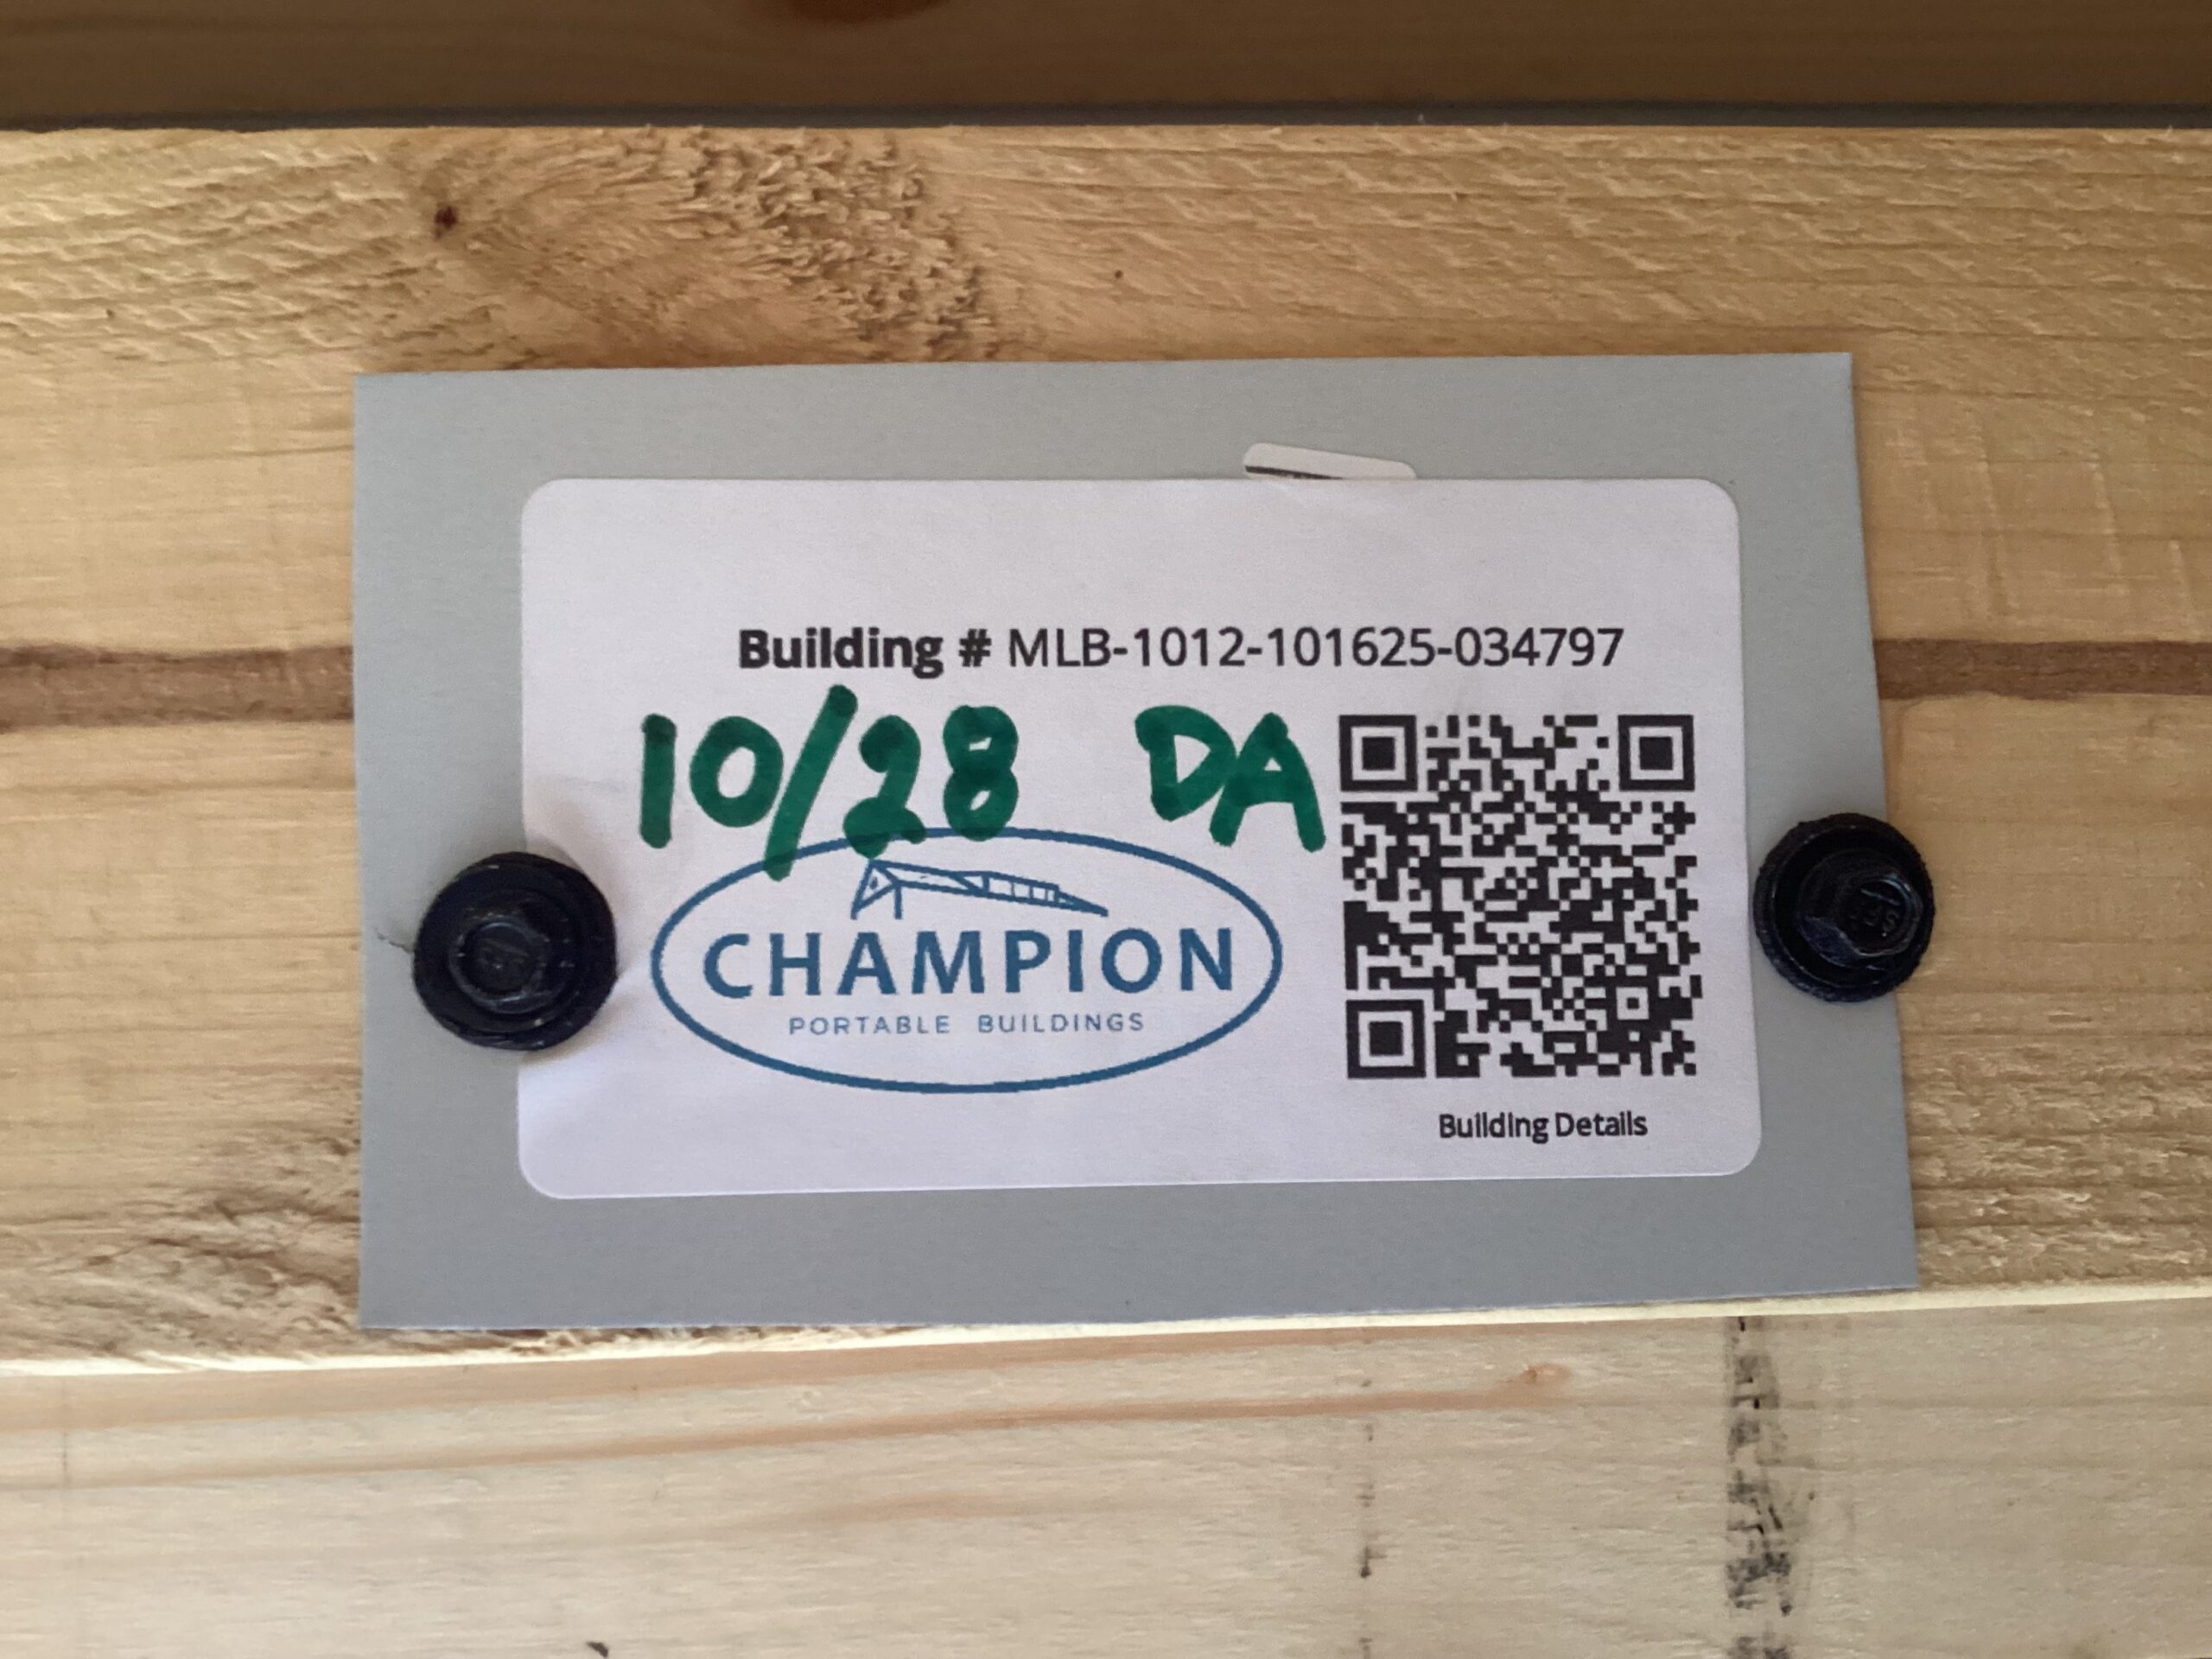 Building # MLB-1012-101625-034797
10/28 DA
CHAMPION
PORTABLE BUILDINGS
Building Details